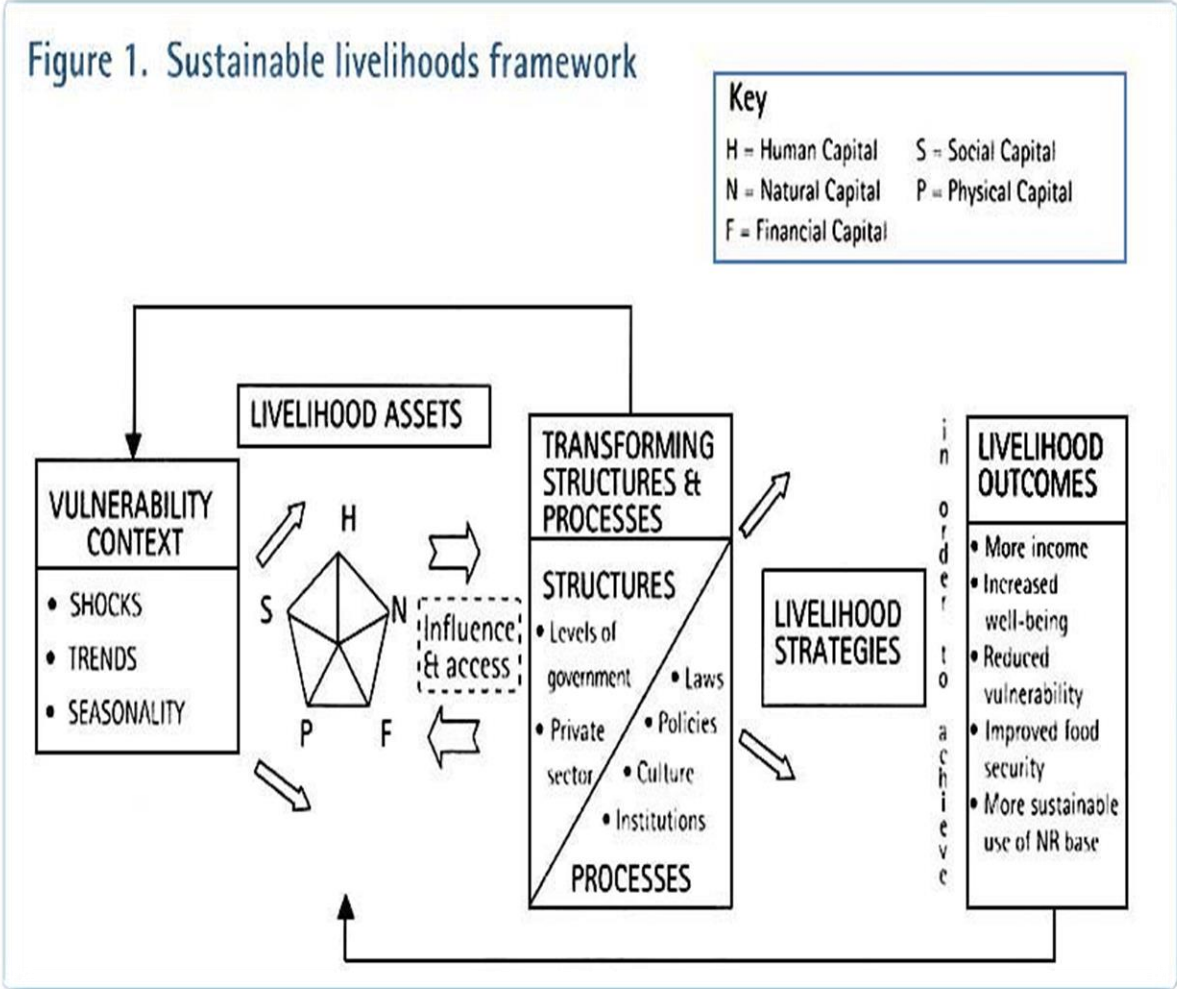 Figure 1. Sustainable livelihoods framework
Key
H = Human Capital S = Social Capital
N = Natural Capital P = Physical Capital
F = Financial Capital
LIVELIHOOD ASSETS
VULNERABILITY
CONTEXT
• SHOCKS
• TRENDS
• SEASONALITY
H
S
N
P
F
Influence
& access
TRANSFORMING
STRUCTURES &
PROCESSES
STRUCTURES
• Levels of
government
• Private
sector
• Laws
• Policies
• Culture
• Institutions
PROCESSES
LIVELIHOOD
STRATEGIES
in order to achieve
LIVELIHOOD
OUTCOMES
• More income
• Increased
well-being
• Reduced
vulnerability
• Improved food
security
• More sustainable
use of NR base